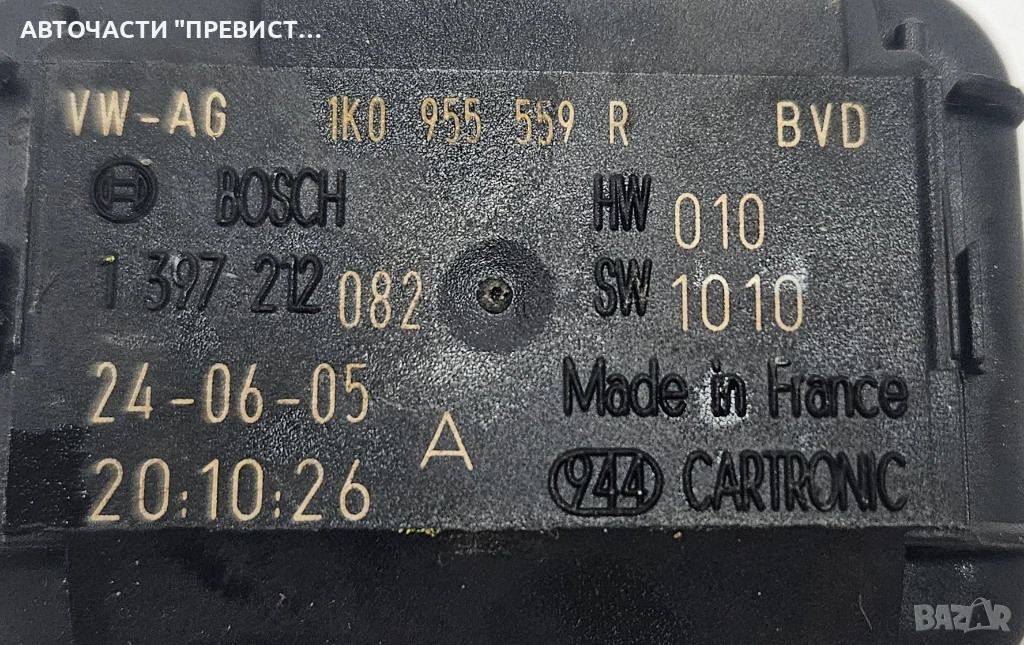 АВТОЧАСТИ "ПРЕВИСТ...
VW-AG 1K0 955 559 R BVD
BOSCH HW 010
1 397 212 082 SW 1010
24-06-05 Made in France
A
20:10:26 944 CARTRONIC
BAZAR